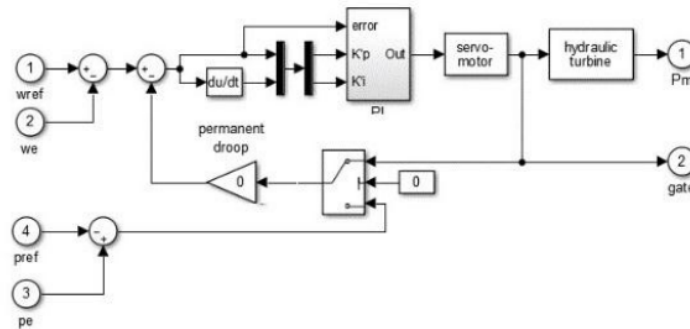 error
1
wref
+
-
+
-
du/dt
K'p
K'i
Out
PI
servo-
motor
hydraulic
turbine
1
Pm
2
we
permanent
droop
0
0
2
gate
4
pref
-
+
3
pe